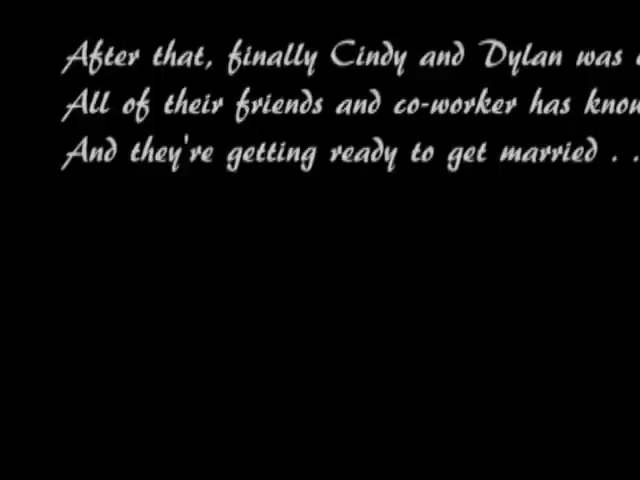 After that, finally Cindy and Dylan was
All of their friends and co-worker has know
And they're getting ready to get married . .